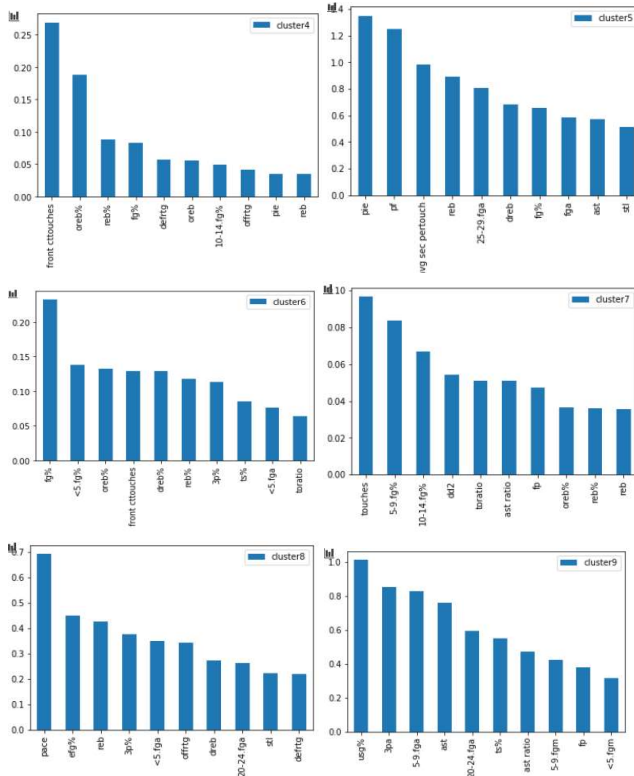 cluster4
0.25
0.20
0.15
0.10
0.05
0.00
front cttouches
oreb%
reb%
fg%
defrtg
oreb
10-14.fg%
offrtg
pie
reb
cluster5
1.4
1.2
1.0
0.8
0.6
0.4
0.2
0.0
pie
pf
avg sec pertouch
reb
25-29.fga
dreb
fg%
fga
ast
stl
cluster6
0.20
0.15
0.10
0.05
0.00
fg%
<5.fg%
oreb%
front cttouches
dreb%
reb%
3p%
ts%
<5.fga
toratio
cluster7
0.10
0.08
0.06
0.04
0.02
0.00
touches
5-9.fg%
10-14.fg%
dd2
toratio
ast ratio
fp
oreb%
reb%
reb
cluster8
0.7
0.6
0.5
0.4
0.3
0.2
0.1
0.0
pace
efg%
reb
3p%
<5.fga
offrtg
dreb
20-24.fga
stl
defrtg
cluster9
1.0
0.8
0.6
0.4
0.2
0.0
usg%
3pa
5-9.fga
ast
20-24.fga
ts%
ast ratio
5-9.fgm
fp
<5.fgm